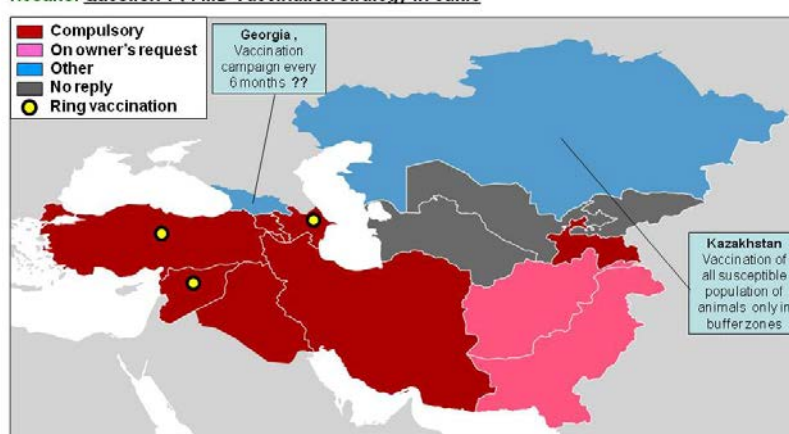 Compulsory
On owner's request
Other
No reply
Ring vaccination
Georgia ,
Vaccination
campaign every
6 months ??
Kazakhstan
Vaccination of
all susceptible
population of
animals only in
buffer zones